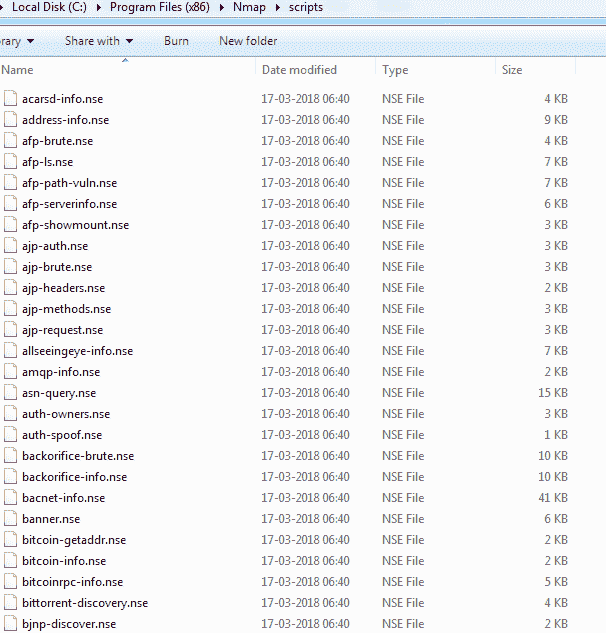 Local Disk (C:) Program Files (x86) Nmap scripts
rary Share with Burn New folder
Name Date modified Type Size
acarsd-info.nse 17-03-2018 06:40 NSE File 4 KB
address-info.nse 17-03-2018 06:40 NSE File 9 KB
afp-brute.nse 17-03-2018 06:40 NSE File 4 KB
afp-ls.nse 17-03-2018 06:40 NSE File 7 KB
afp-path-vuln.nse 17-03-2018 06:40 NSE File 7 KB
afp-serverinfo.nse 17-03-2018 06:40 NSE File 6 KB
afp-showmount.nse 17-03-2018 06:40 NSE File 3 KB
ajp-auth.nse 17-03-2018 06:40 NSE File 3 KB
ajp-brute.nse 17-03-2018 06:40 NSE File 3 KB
ajp-headers.nse 17-03-2018 06:40 NSE File 2 KB
ajp-methods.nse 17-03-2018 06:40 NSE File 3 KB
ajp-request.nse 17-03-2018 06:40 NSE File 3 KB
allseeingeye-info.nse 17-03-2018 06:40 NSE File 7 KB
amqp-info.nse 17-03-2018 06:40 NSE File 2 KB
asn-query.nse 17-03-2018 06:40 NSE File 15 KB
auth-owners.nse 17-03-2018 06:40 NSE File 3 KB
auth-spoof.nse 17-03-2018 06:40 NSE File 1 KB
backorifice-brute.nse 17-03-2018 06:40 NSE File 10 KB
backorifice-info.nse 17-03-2018 06:40 NSE File 10 KB
bacnet-info.nse 17-03-2018 06:40 NSE File 41 KB
banner.nse 17-03-2018 06:40 NSE File 6 KB
bitcoin-getaddr.nse 17-03-2018 06:40 NSE File 2 KB
bitcoin-info.nse 17-03-2018 06:40 NSE File 2 KB
bitcoinrpc-info.nse 17-03-2018 06:40 NSE File 5 KB
bittorrent-discovery.nse 17-03-2018 06:40 NSE File 4 KB
bjnp-discover.nse 17-03-2018 06:40 NSE File 2 KB